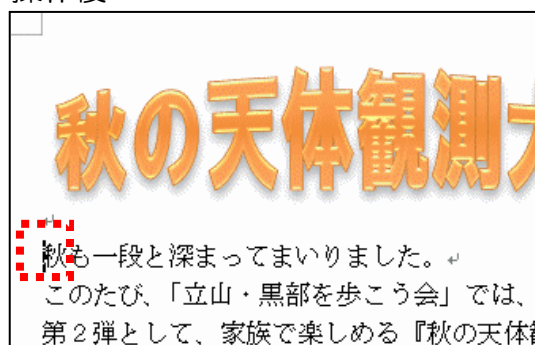 操作後
秋の天体観測大
秋も一段と深まってまいりました。
このたび、「立山・黒部を歩こう会」では、
第２弾として、家族で楽しめる『秋の天体観